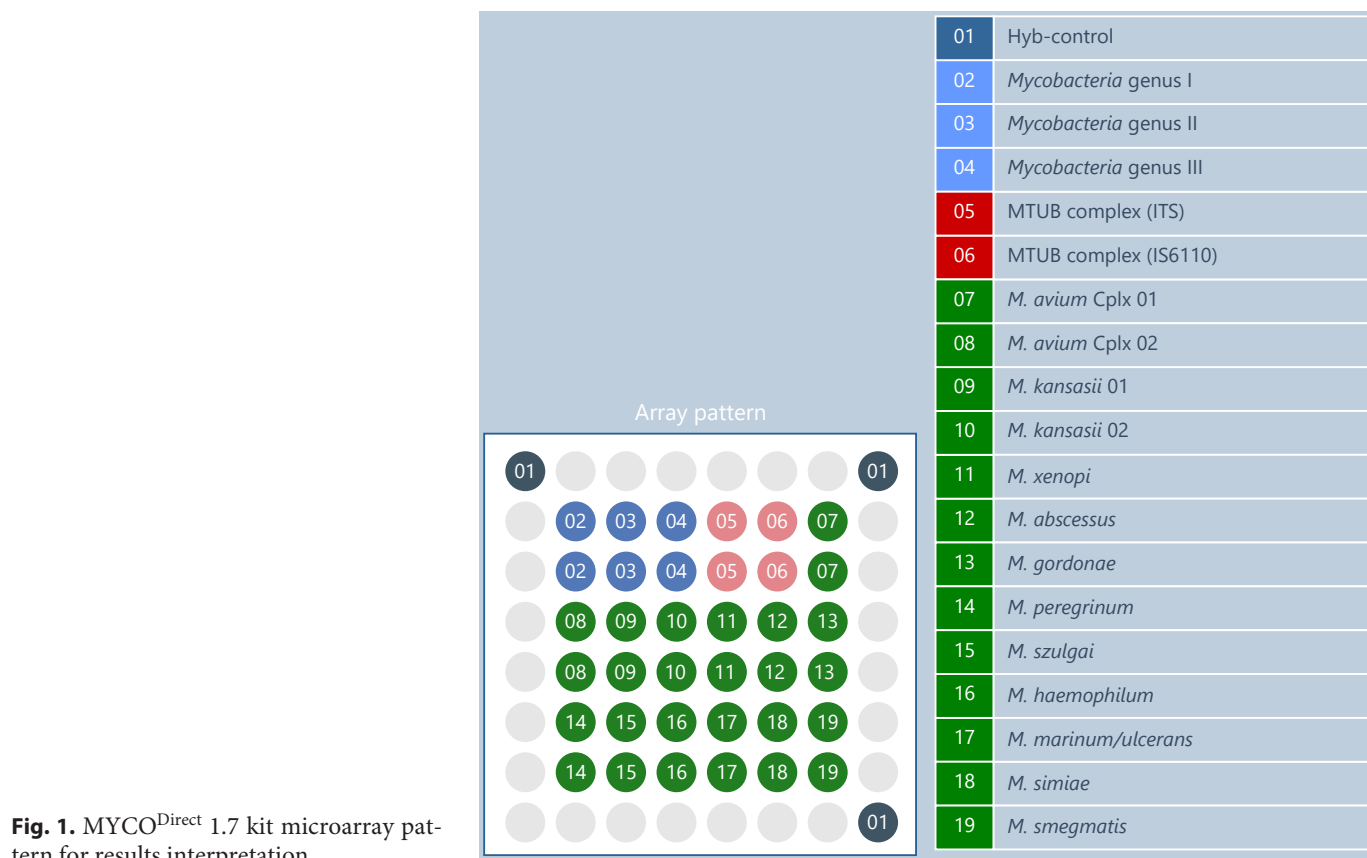 01 Hyb-control
02 Mycobacteria genus I
03 Mycobacteria genus II
04 Mycobacteria genus III
05 MTUB complex (ITS)
06 MTUB complex (IS6110)
07 M. avium Cplx 01
08 M. avium Cplx 02
09 M. kansasii 01
10 M. kansasii 02
11 M. xenopi
12 M. abscessus
13 M. gordonae
14 M. peregrinum
15 M. szulgai
16 M. haemophilum
17 M. marinum/ulcerans
18 M. simiae
19 M. smegmatis
Array pattern
01 01
02 03 04 05 06 07
02 03 04 05 06 07
08 09 10 11 12 13
08 09 10 11 12 13
14 15 16 17 18 19
14 15 16 17 18 19
01
Fig. 1. MYCODirect 1.7 kit microarray pat-
tern for results interpretation